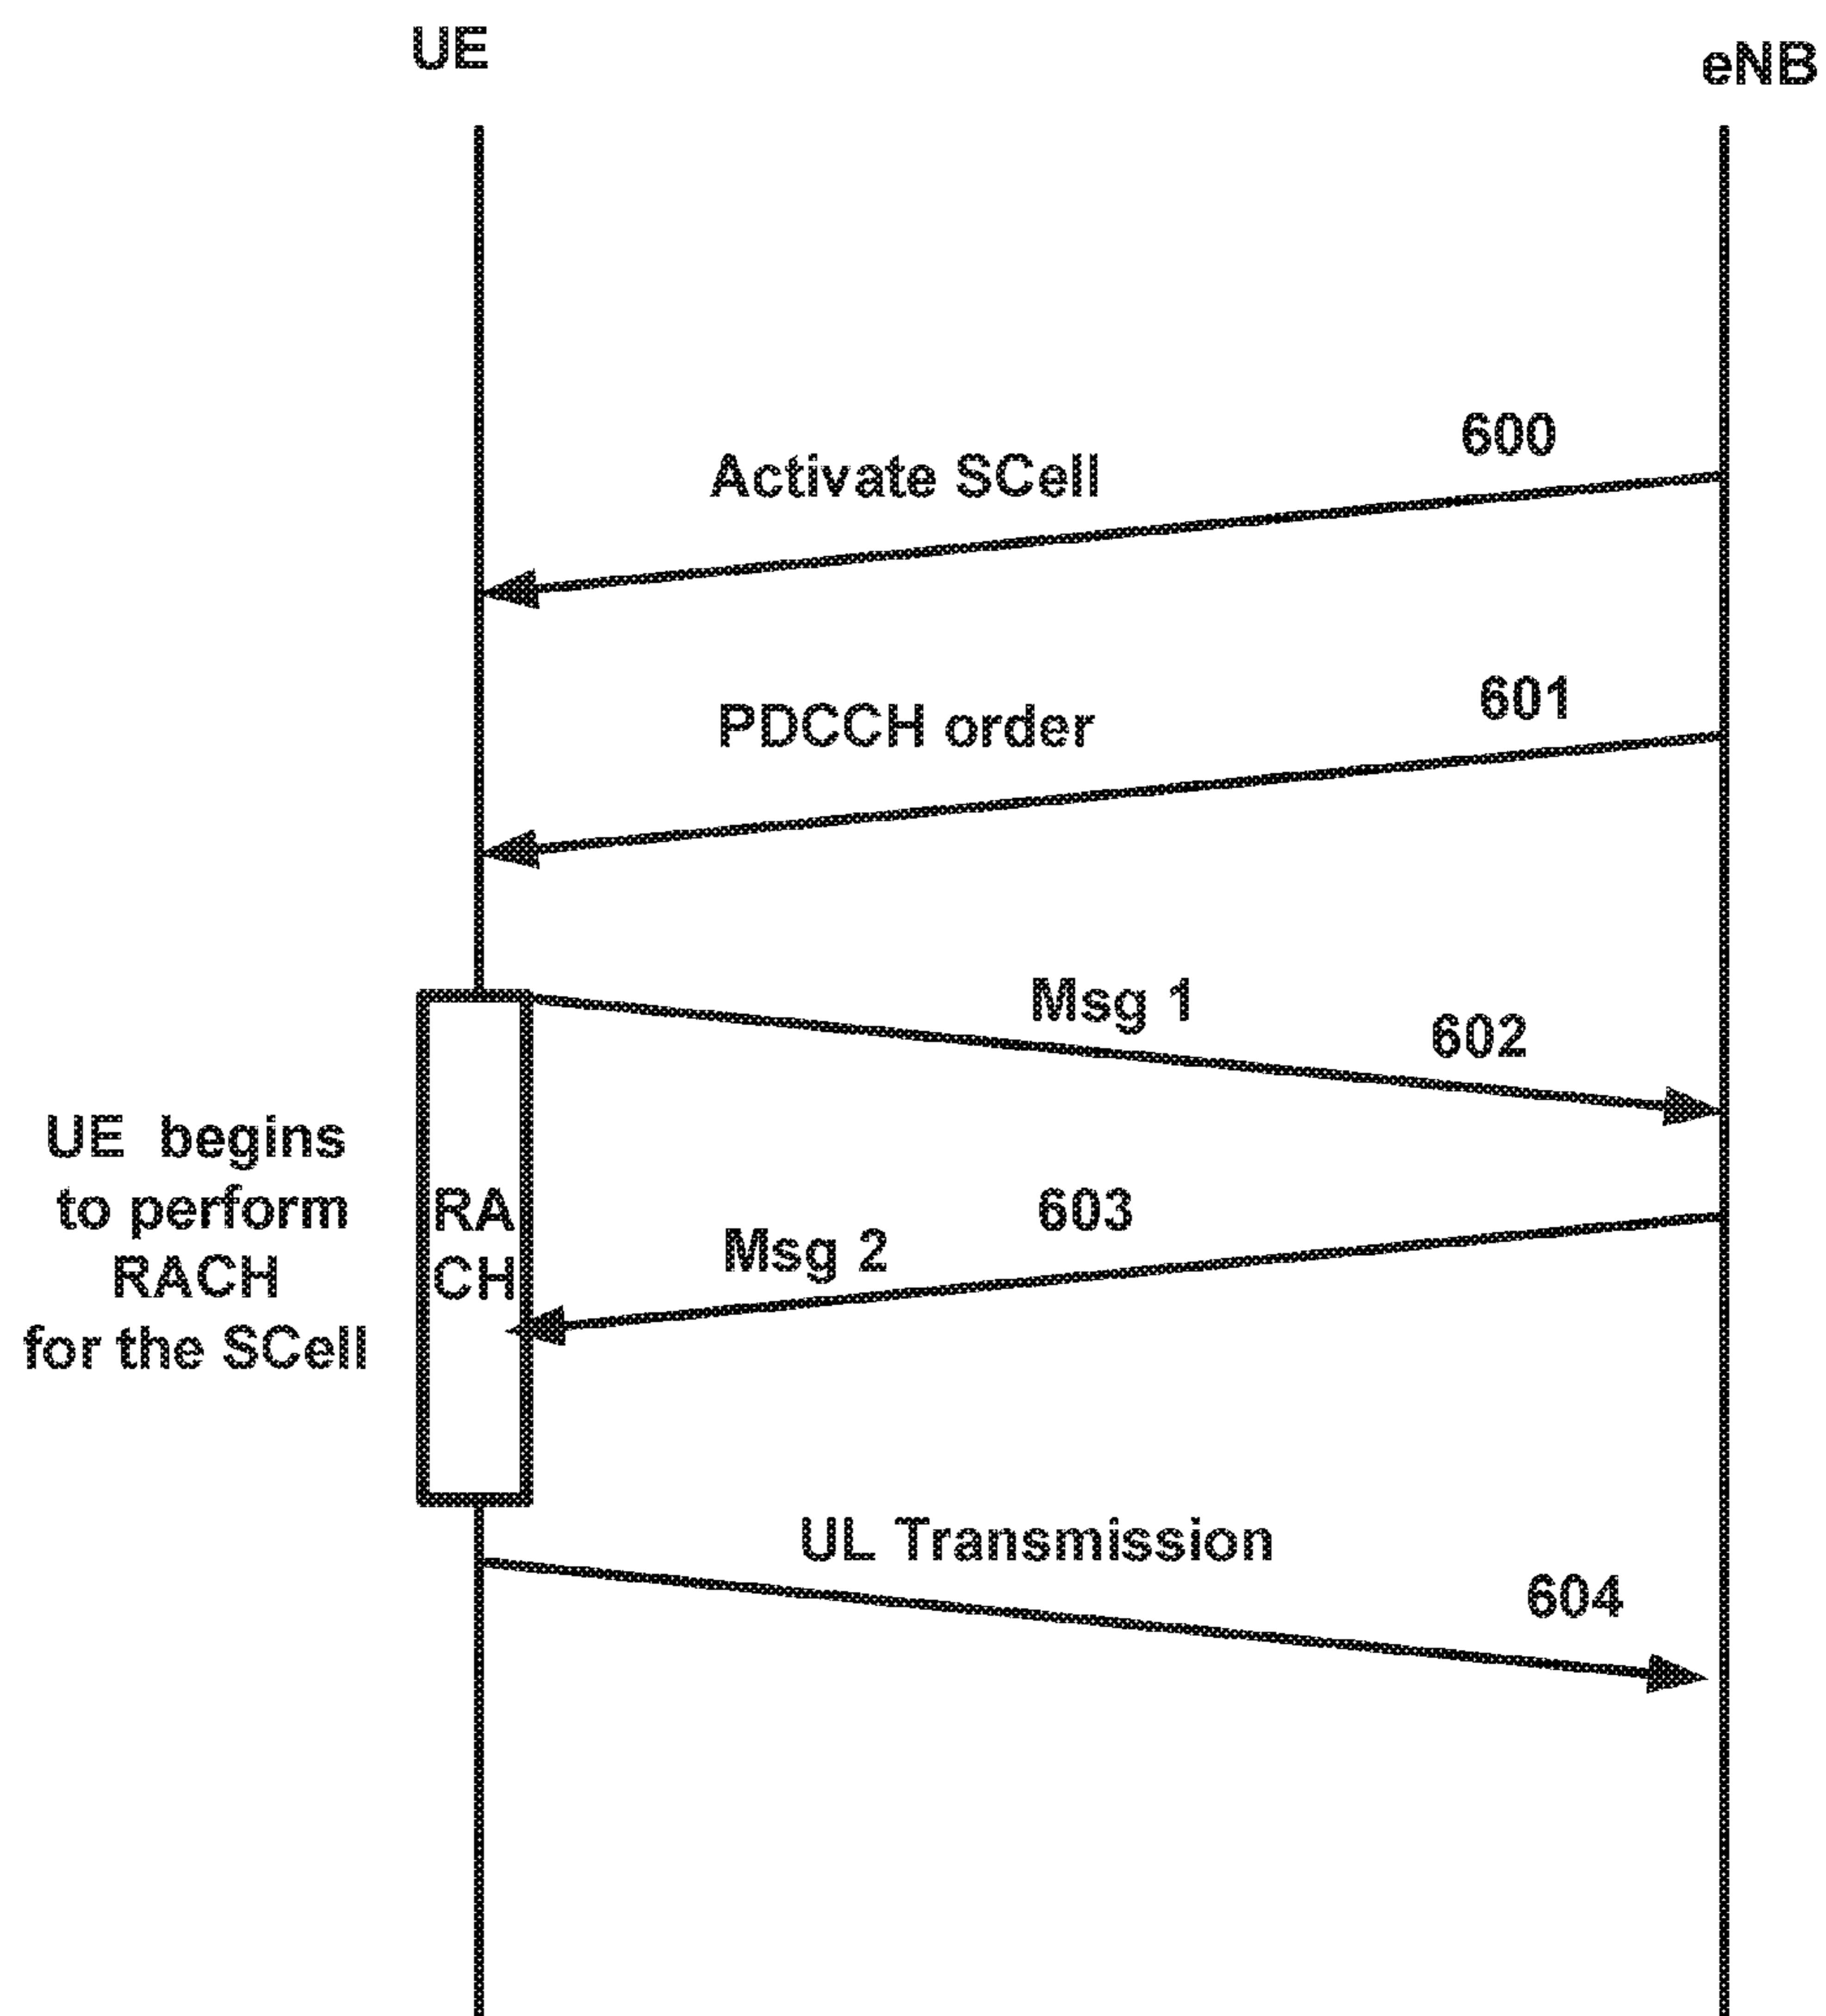 UE
eNB
600
Activate SCell
601
PDCCH order
Msg 1
602
UE begins
to perform
RACH
for the SCell
RA
CH
603
Msg 2
UL Transmission
604